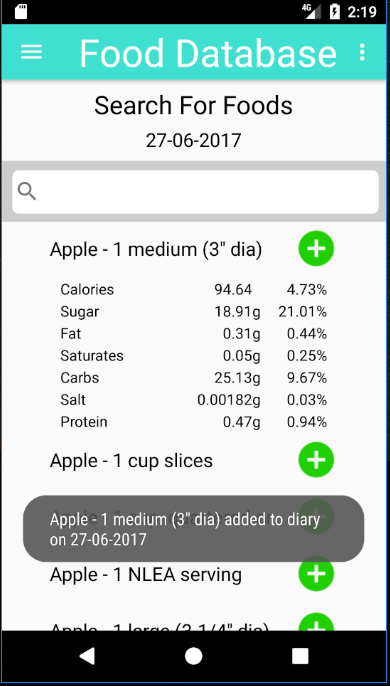 4G 2:19
Food Database
Search For Foods
27-06-2017
Apple - 1 medium (3" dia)
Calories 94.64 4.73%
Sugar 18.91g 21.01%
Fat 0.31g 0.44%
Saturates 0.05g 0.25%
Carbs 25.13g 9.67%
Salt 0.00182g 0.03%
Protein 0.47g 0.94%
Apple - 1 cup slices
Apple - 1 medium (3" dia) added to diary
on 27-06-2017
Apple - 1 NLEA serving
Apple - 1 large (3 1/4" dia)